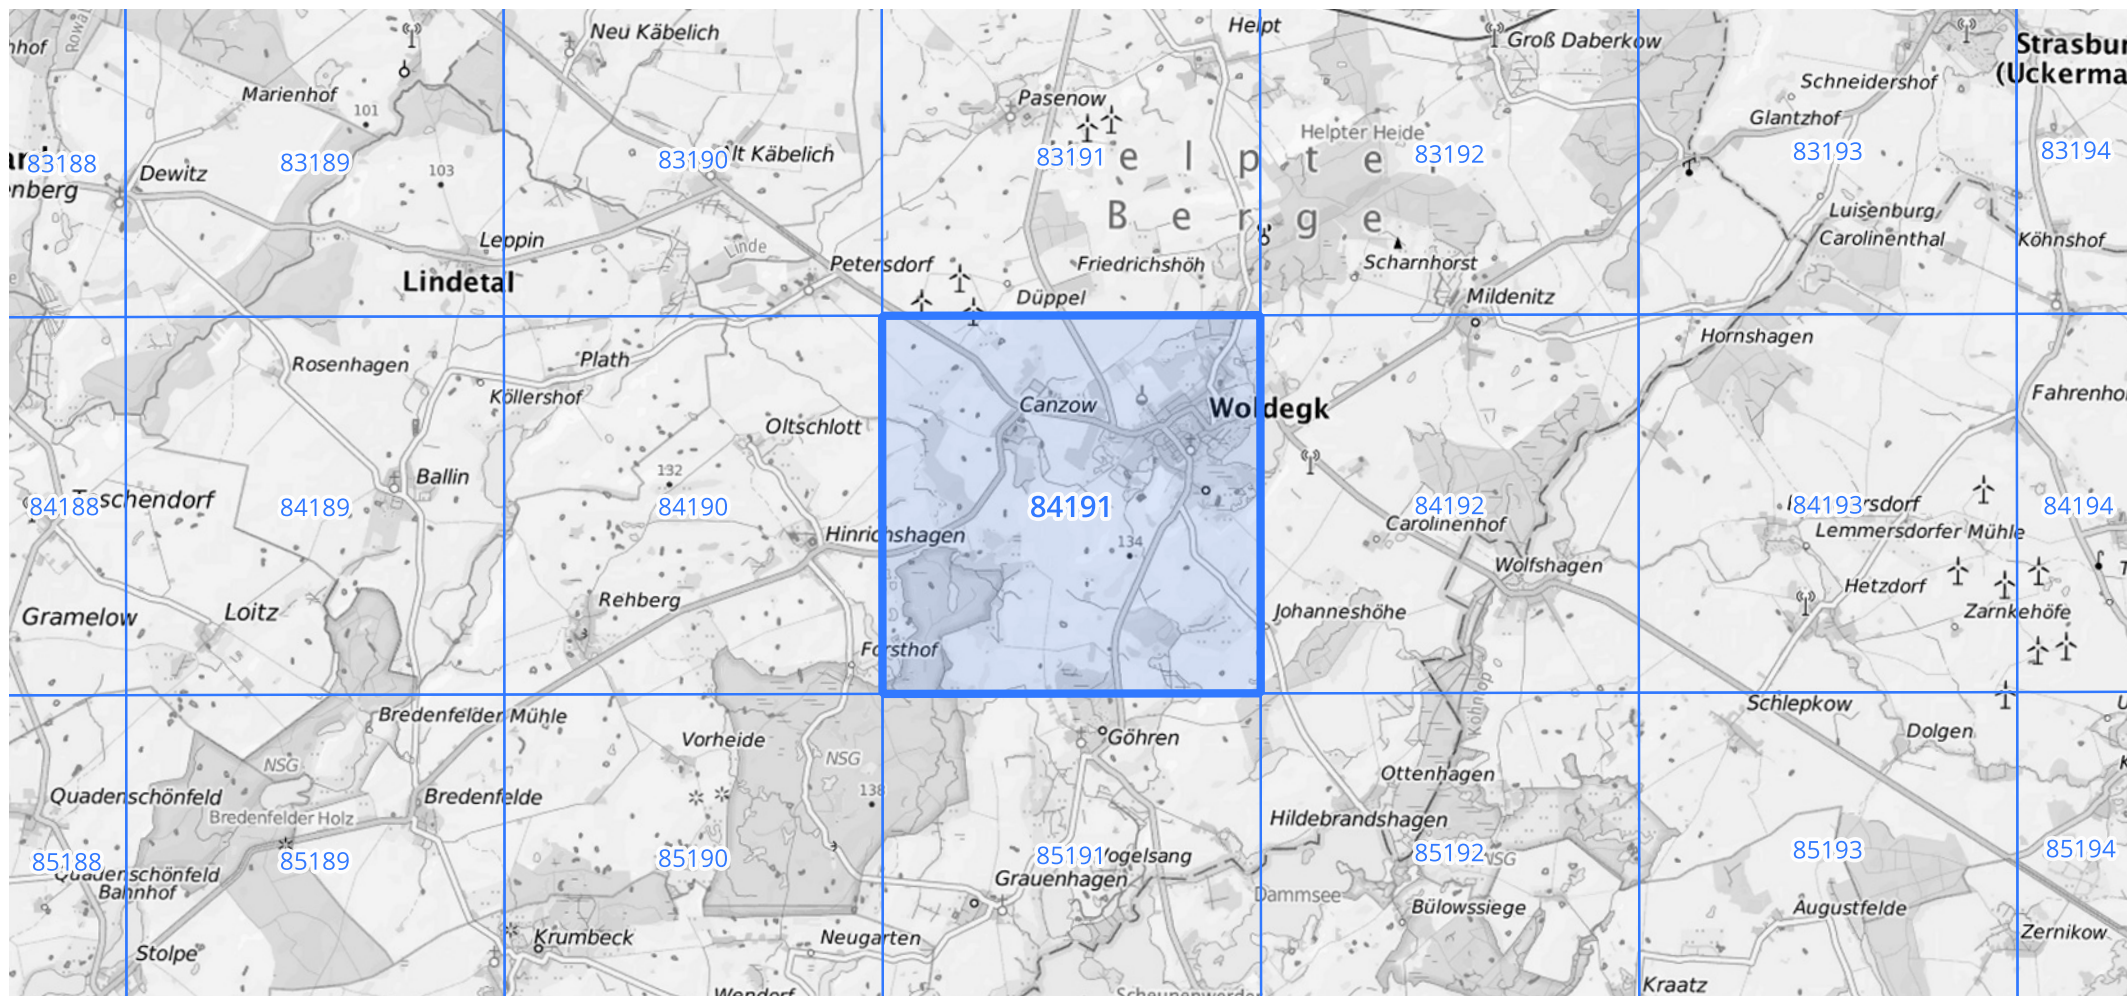 Neu Käbelich
Helpt
Groß Daberkow
Marienhof
101
Pasenow
Schneidershof
Strasbur
(Uckerma
Helpter Heide
Glantzhof
Dewitz
enberg
103
83188
83189
83190
lt Käbelich
83191
e l p t e
83192
83193
83194
B e r g e
Luisenburg
Carolinenthal
Köhnshof
Leppin
Linde
Lindetal
Petersdorf
Friedrichshöh
Scharnhorst
Düppel
Mildenitz
Hornshagen
Rosenhagen
Plath
Köllershof
Canzow
Woldegk
Fahrenho
Oltschlott
132
Ballin
84188
84189
84190
84191
84192
84193
84194
Hinrichshagen
134
Carolinenhof
Lemmersdorfer Mühle
Wolfshagen
Hetzdorf
Gramelow
Loitz
Rehberg
Johanneshöhe
Zarnkehöfe
Forsthof
Bredenfelder Mühle
Vorheide
NSG
NSG
Göhren
Köhntop
Schlepkow
Dolgen
Quadenschönfeld
Bredenfelder Holz
Bredenfelde
138
Ottenhagen
Hildebrandshagen
85188
85189
85190
85191
Vogelsang
85192
NSG
85193
85194
Quadenschönfeld
Bahnhof
Grauenhagen
Dammsee
Bülowssiege
Augustfelde
Stolpe
Krumbeck
Neugarten
Zernikow
Kraatz